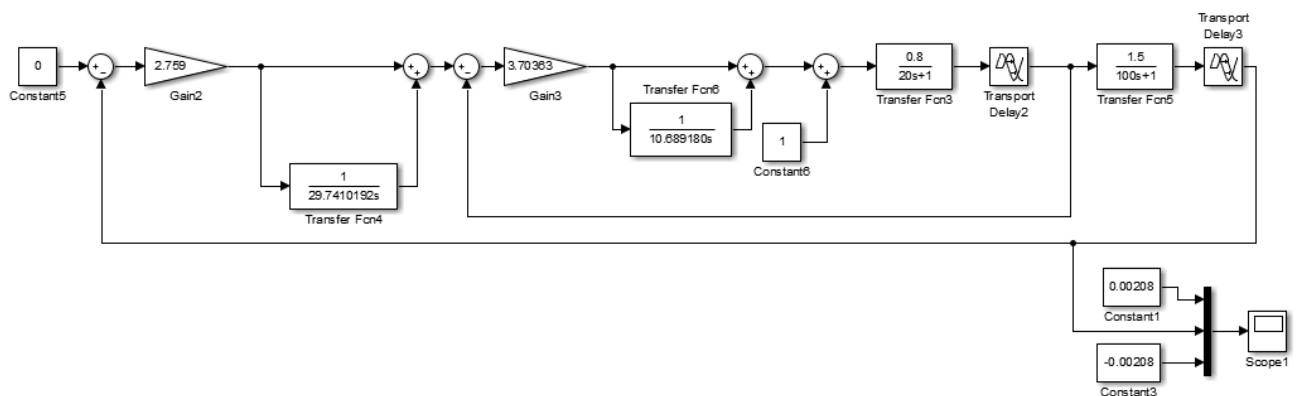 0
Constant5
+
−
2.759
Gain2
1
29.7410192s
Transfer Fcn4
+
+
+
−
3.70363
Gain3
Transfer Fcn6
1
10.689180s
+
+
1
Constant6
+
+
0.8
20s+1
Transfer Fcn3
Transport
Delay2
1.5
100s+1
Transfer Fcn5
Transport
Delay3
0.00208
Constant1
-0.00208
Constant3
Scope1